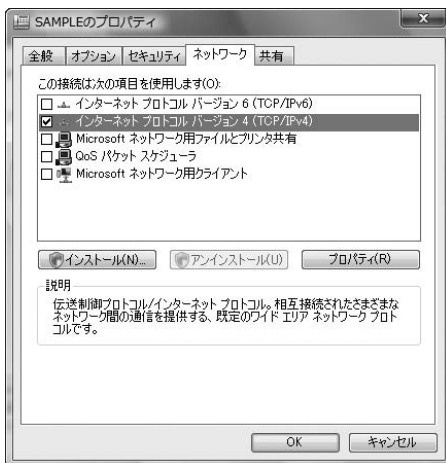 SAMPLEのプロパティ
全般 オプション セキュリティ ネットワーク 共有
この接続は次の項目を使用します(O):
インターネット プロトコル バージョン 6 (TCP/IPv6)
インターネット プロトコル バージョン 4 (TCP/IPv4)
Microsoft ネットワーク用ファイルとプリンタ共有
QoS パケット スケジューラ
Microsoft ネットワーク用クライアント
インストール(N)... アンインストール(U) プロパティ(R)
説明
伝送制御プロトコル/インターネット プロトコル。相互接続されたさまざまな
ネットワーク間の通信を提供する、既定のワイド エリア ネットワーク プロト
コルです。
OK キャンセル